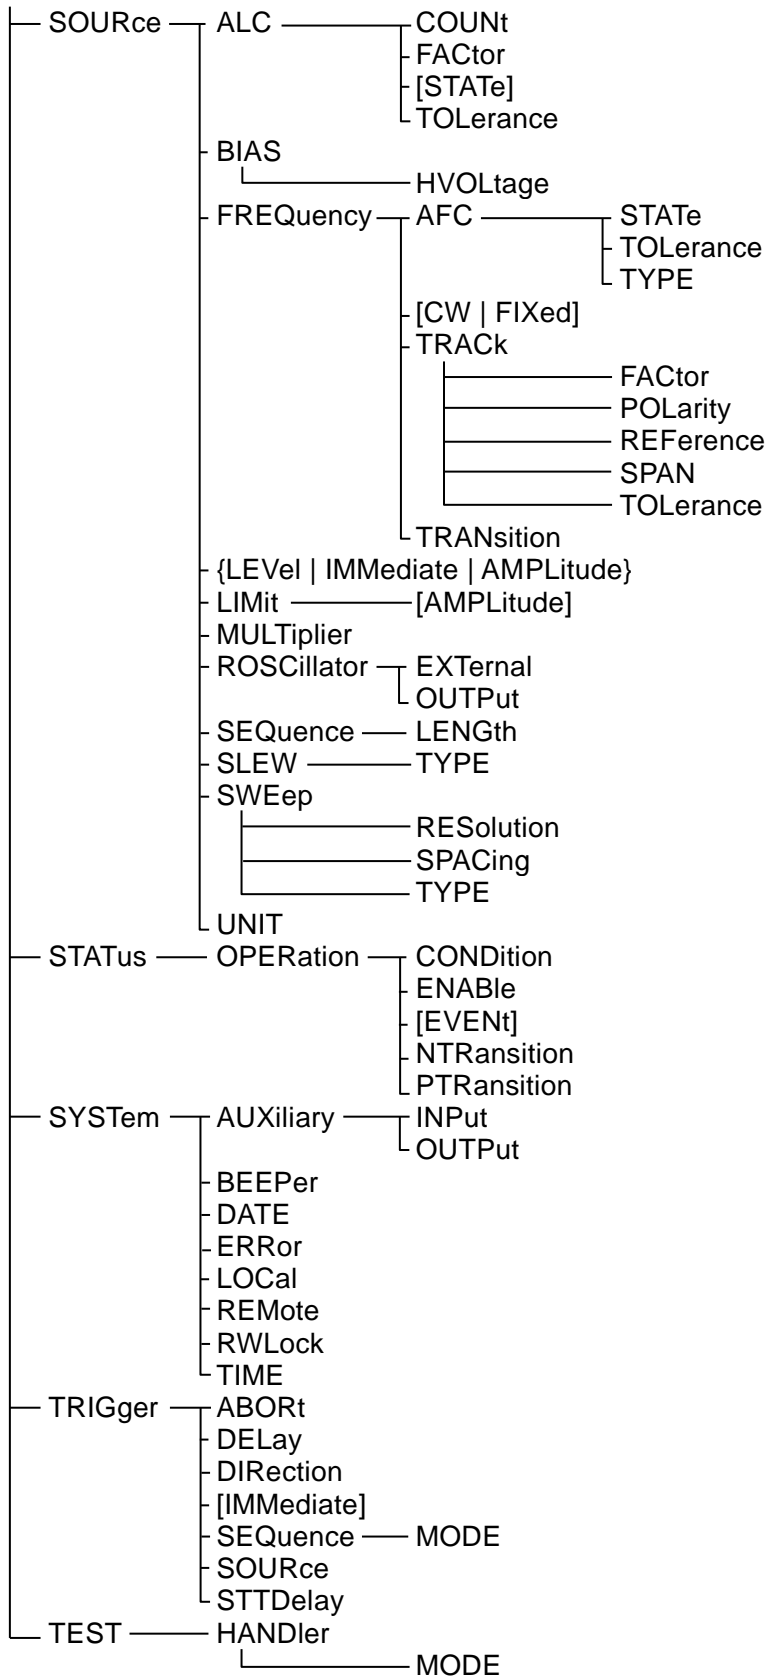 SOURce ALC COUNt
FACtor
[STATe]
TOLerance
BIAS
HVOLtage
FREQuency AFC STATe
TOLerance
TYPE
[CW | FIXed]
TRACk
FACtor
POLarity
REFerence
SPAN
TOLerance
TRANsition
{LEVel | IMMediate | AMPLitude}
LIMit [AMPLitude]
MULTiplier
ROSCillator EXTernal
OUTPut
SEQuence LENGth
SLEW TYPE
SWEep
RESolution
SPACing
TYPE
UNIT
STATus OPERation CONDition
ENABle
[EVENt]
NTRansition
PTRansition
SYSTem AUXiliary INPut
OUTPut
BEEPer
DATE
ERRor
LOCal
REMote
RWLock
TIME
TRIGger ABORt
DELay
DIRection
[IMMediate]
SEQuence MODE
SOURce
STTDelay
TEST HANDler
MODE